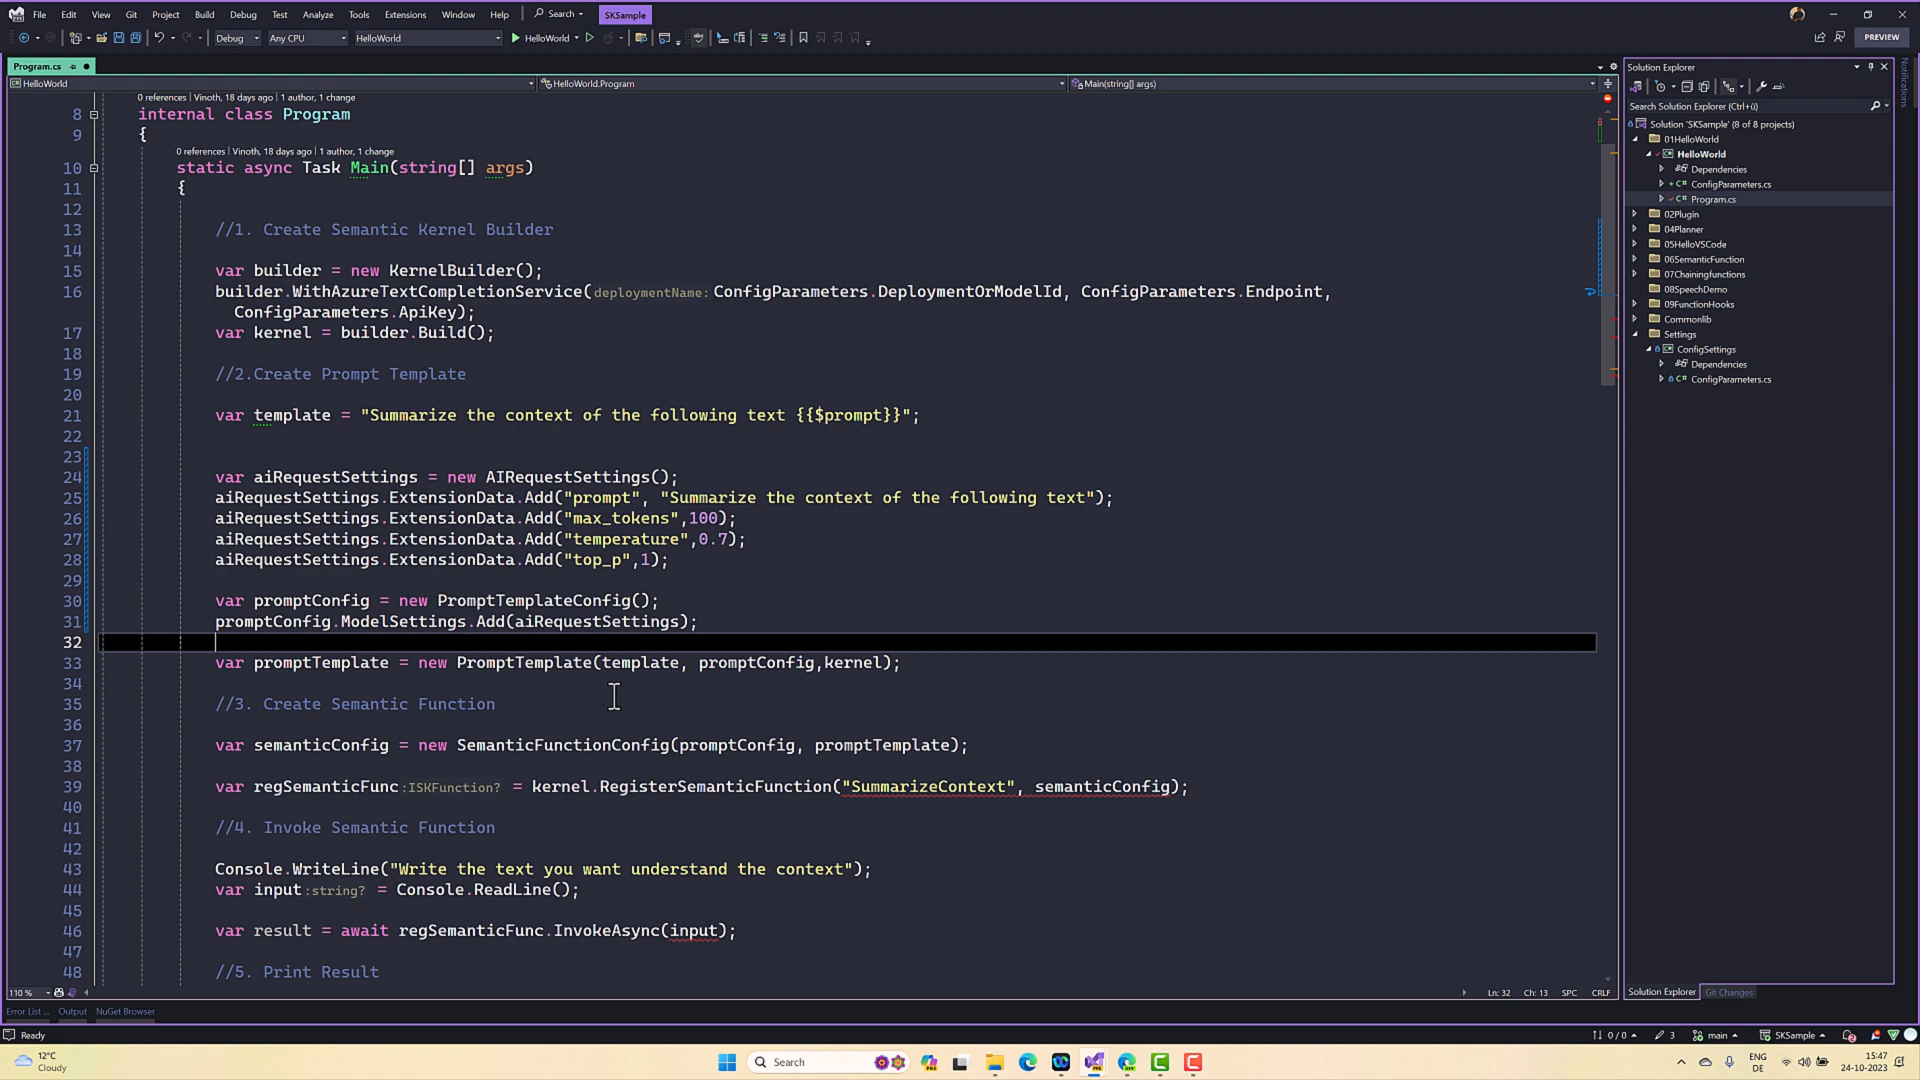 File Edit View Git Project Build Debug Test Analyze Tools Extensions Window Help Search SKSample
Debug Any CPU HelloWorld HelloWorld PREVIEW
Program.cs
HelloWorld HelloWorld.Program Main(string[] args)
0 references | Vinoth, 18 days ago | 1 author, 1 change
8 internal class Program
9 {
0 references | Vinoth, 18 days ago | 1 author, 1 change
10 static async Task Main(string[] args)
11 {
12
13 //1. Create Semantic Kernel Builder
14
15 var builder = new KernelBuilder();
16 builder.WithAzureTextCompletionService(deploymentName: ConfigParameters.DeploymentOrModelId, ConfigParameters.Endpoint,
ConfigParameters.ApiKey);
17 var kernel = builder.Build();
18
19 //2.Create Prompt Template
20
21 var template = "Summarize the context of the following text {{$prompt}}";
22
23
24 var aiRequestSettings = new AIRequestSettings();
25 aiRequestSettings.ExtensionData.Add("prompt", "Summarize the context of the following text");
26 aiRequestSettings.ExtensionData.Add("max_tokens",100);
27 aiRequestSettings.ExtensionData.Add("temperature",0.7);
28 aiRequestSettings.ExtensionData.Add("top_p",1);
29
30 var promptConfig = new PromptTemplateConfig();
31 promptConfig.ModelSettings.Add(aiRequestSettings);
32
33 var promptTemplate = new PromptTemplate(template, promptConfig,kernel);
34
35 //3. Create Semantic Function
36
37 var semanticConfig = new SemanticFunctionConfig(promptConfig, promptTemplate);
38
39 var regSemanticFunc:ISKFunction? = kernel.RegisterSemanticFunction("SummarizeContext", semanticConfig);
40
41 //4. Invoke Semantic Function
42
43 Console.WriteLine("Write the text you want understand the context");
44 var input:string? = Console.ReadLine();
45
46 var result = await regSemanticFunc.InvokeAsync(input);
47
48 //5. Print Result
110 % Ln: 32 Ch: 13 SPC CRLF
Error List ... Output NuGet Browser
Ready 0 / 0 3 main SKSample
Solution Explorer
Search Solution Explorer (Ctrl+ü)
Solution 'SKSample' (8 of 8 projects)
01HelloWorld
HelloWorld
Dependencies
C# ConfigParameters.cs
C# Program.cs
02Plugin
04Planner
05HelloVSCode
06SemanticFunction
07Chainingfunctions
08SpeechDemo
09FunctionHooks
Commonlib
Settings
ConfigSettings
Dependencies
C# ConfigParameters.cs
Solution Explorer Git Changes
Notifications
12°C
Cloudy
Search
ENG
DE
15:47
24-10-2023